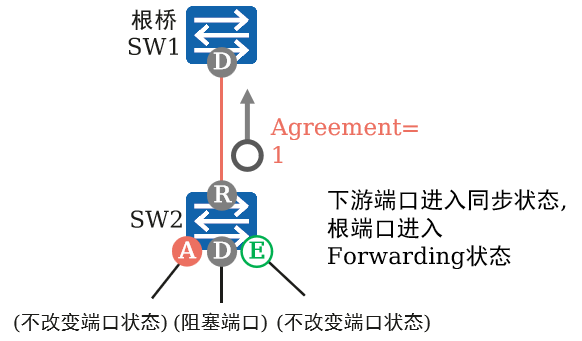 根桥
SW1
D
Agreement=
1
R
SW2
A
D
E
下游端口进入同步状态,
根端口进入
Forwarding状态
(不改变端口状态) (阻塞端口) (不改变端口状态)